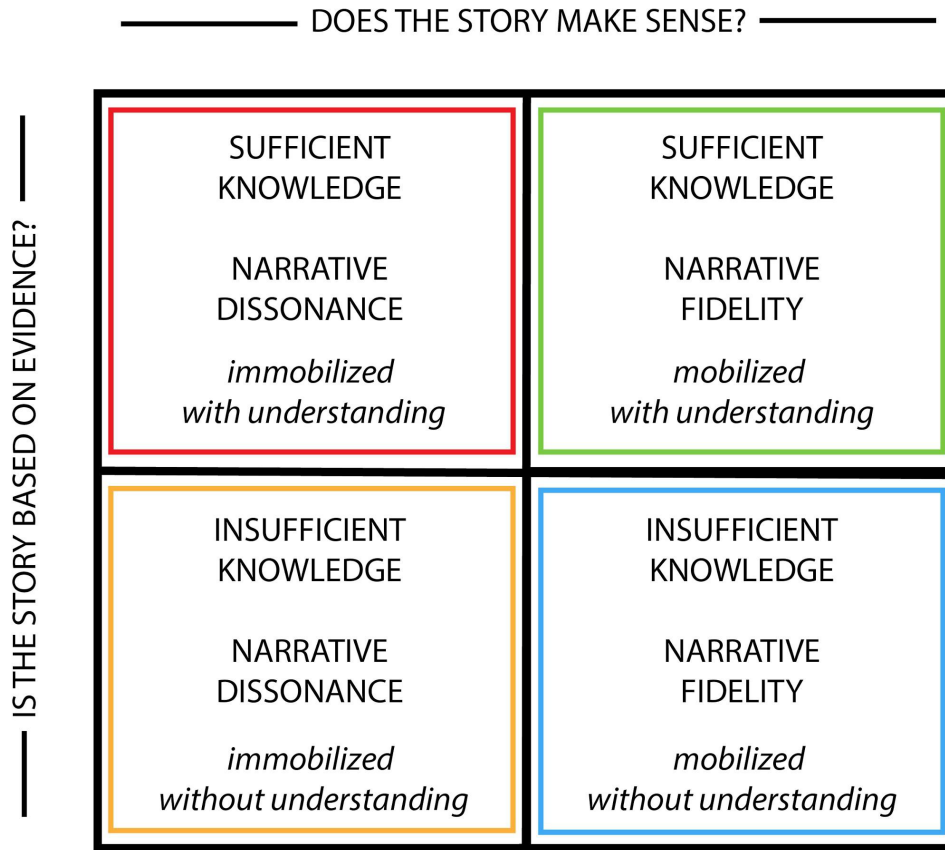 DOES THE STORY MAKE SENSE?
IS THE STORY BASED ON EVIDENCE?
SUFFICIENT
KNOWLEDGE
NARRATIVE
DISSONANCE
immobilized
with understanding
SUFFICIENT
KNOWLEDGE
NARRATIVE
FIDELITY
mobilized
with understanding
INSUFFICIENT
KNOWLEDGE
NARRATIVE
DISSONANCE
immobilized
without understanding
INSUFFICIENT
KNOWLEDGE
NARRATIVE
FIDELITY
mobilized
without understanding